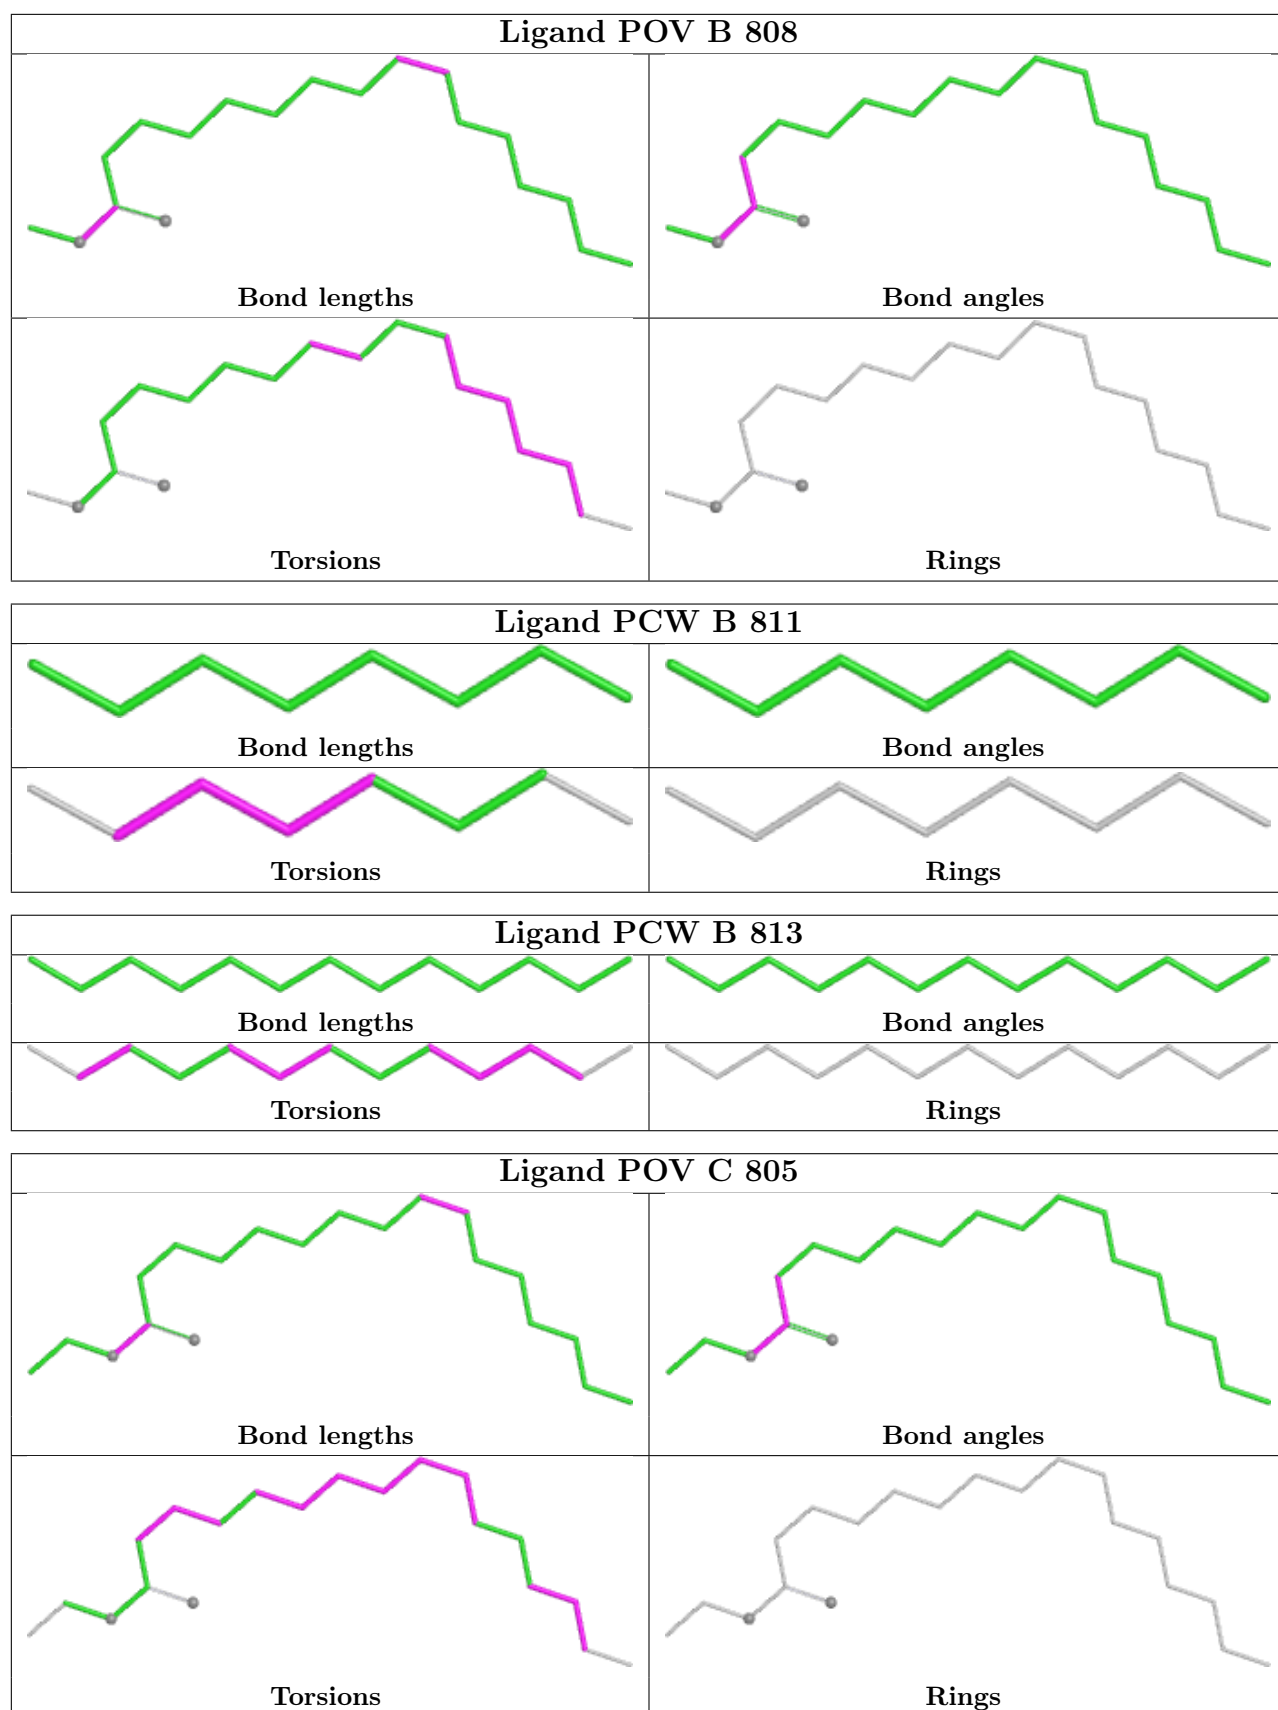 Ligand POV B 808
Bond lengths
Bond angles
Torsions
Rings
Ligand PCW B 811
Bond lengths
Bond angles
Torsions
Rings
Ligand PCW B 813
Bond lengths
Bond angles
Torsions
Rings
Ligand POV C 805
Bond lengths
Bond angles
Torsions
Rings